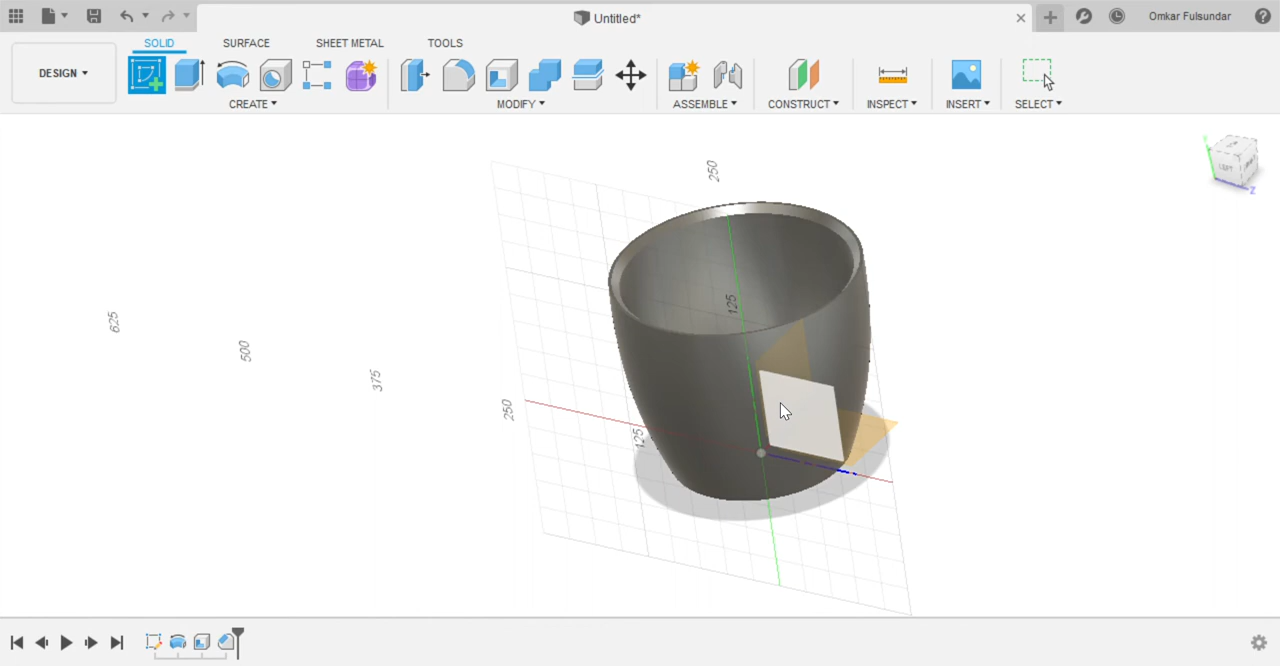 Untitled*
Omkar Fulsundar
SOLID
SURFACE
SHEET METAL
TOOLS
DESIGN
CREATE
MODIFY
ASSEMBLE
CONSTRUCT
INSPECT
INSERT
SELECT
250
125
625
500
375
250
125
LEFT
Z